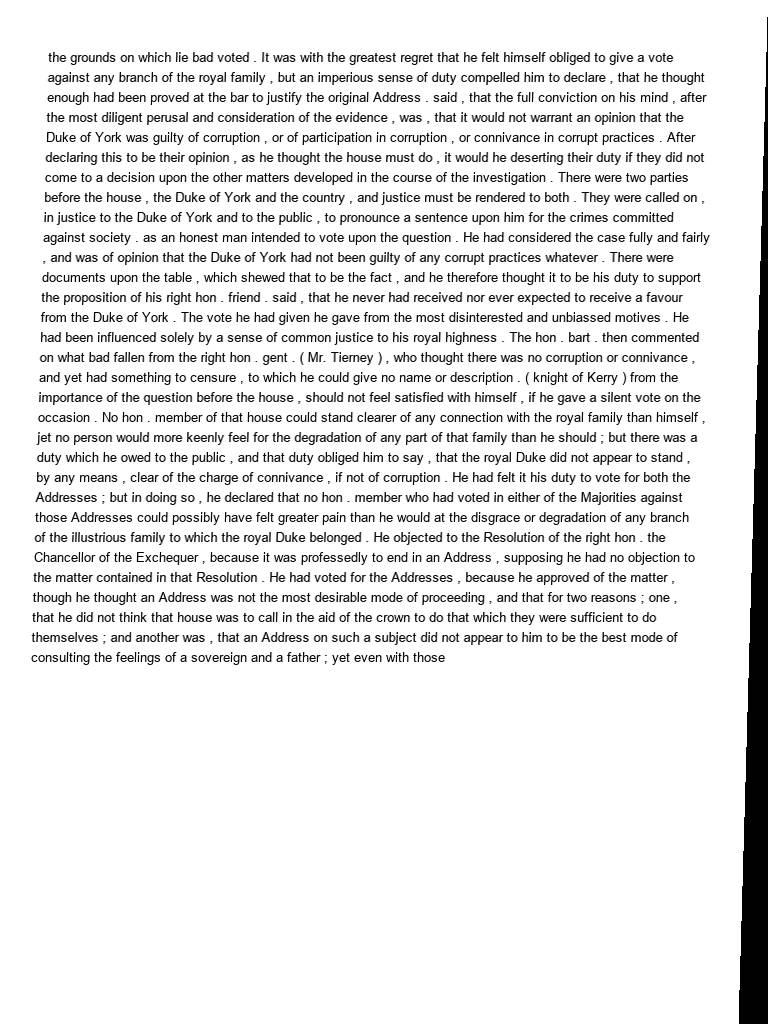 the grounds on which lie bad voted . It was with the greatest regret that he felt himself obliged to give a vote
against any branch of the royal family , but an imperious sense of duty compelled him to declare , that he thought
enough had been proved at the bar to justify the original Address . said , that the full conviction on his mind , after
the most diligent perusal and consideration of the evidence , was , that it would not warrant an opinion that the
Duke of York was guilty of corruption , or of participation in corruption , or connivance in corrupt practices . After
declaring this to be their opinion , as he thought the house must do , it would he deserting their duty if they did not
come to a decision upon the other matters developed in the course of the investigation . There were two parties
before the house , the Duke of York and the country , and justice must be rendered to both . They were called on ,
in justice to the Duke of York and to the public , to pronounce a sentence upon him for the crimes committed
against society . as an honest man intended to vote upon the question . He had considered the case fully and fairly
, and was of opinion that the Duke of York had not been guilty of any corrupt practices whatever . There were
documents upon the table , which shewed that to be the fact , and he therefore thought it to be his duty to support
the proposition of his right hon . friend . said , that he never had received nor ever expected to receive a favour
from the Duke of York . The vote he had given he gave from the most disinterested and unbiassed motives . He
had been influenced solely by a sense of common justice to his royal highness . The hon . bart . then commented
on what bad fallen from the right hon . gent . ( Mr. Tierney ) , who thought there was no corruption or connivance ,
and yet had something to censure , to which he could give no name or description . ( knight of Kerry ) from the
importance of the question before the house , should not feel satisfied with himself , if he gave a silent vote on the
occasion . No hon . member of that house could stand clearer of any connection with the royal family than himself ,
jet no person would more keenly feel for the degradation of any part of that family than he should ; but there was a
duty which he owed to the public , and that duty obliged him to say , that the royal Duke did not appear to stand ,
by any means , clear of the charge of connivance , if not of corruption . He had felt it his duty to vote for both the
Addresses ; but in doing so , he declared that no hon . member who had voted in either of the Majorities against
those Addresses could possibly have felt greater pain than he would at the disgrace or degradation of any branch
of the illustrious family to which the royal Duke belonged . He objected to the Resolution of the right hon . the
Chancellor of the Exchequer , because it was professedly to end in an Address , supposing he had no objection to
the matter contained in that Resolution . He had voted for the Addresses , because he approved of the matter ,
though he thought an Address was not the most desirable mode of proceeding , and that for two reasons ; one ,
that he did not think that house was to call in the aid of the crown to do that which they were sufficient to do
themselves ; and another was , that an Address on such a subject did not appear to him to be the best mode of
consulting the feelings of a sovereign and a father ; yet even with those